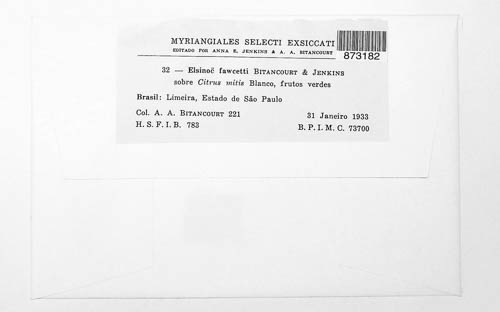 MYRIANGIALES SELECTI EXSICCATI
EDITADO POR ANNA E. JENKINS & A. A. BITANCOURT
873182
32 — Elsinoë fawcetti BITANCOURT & JENKINS
sobre Citrus mitis Blanco, frutos verdes
Brasil: Limeira, Estado de São Paulo
Col. A. A. BITANCOURT 221 31 Janeiro 1933
H. S. F. I. B. 783 B. P. I. M. C. 73700